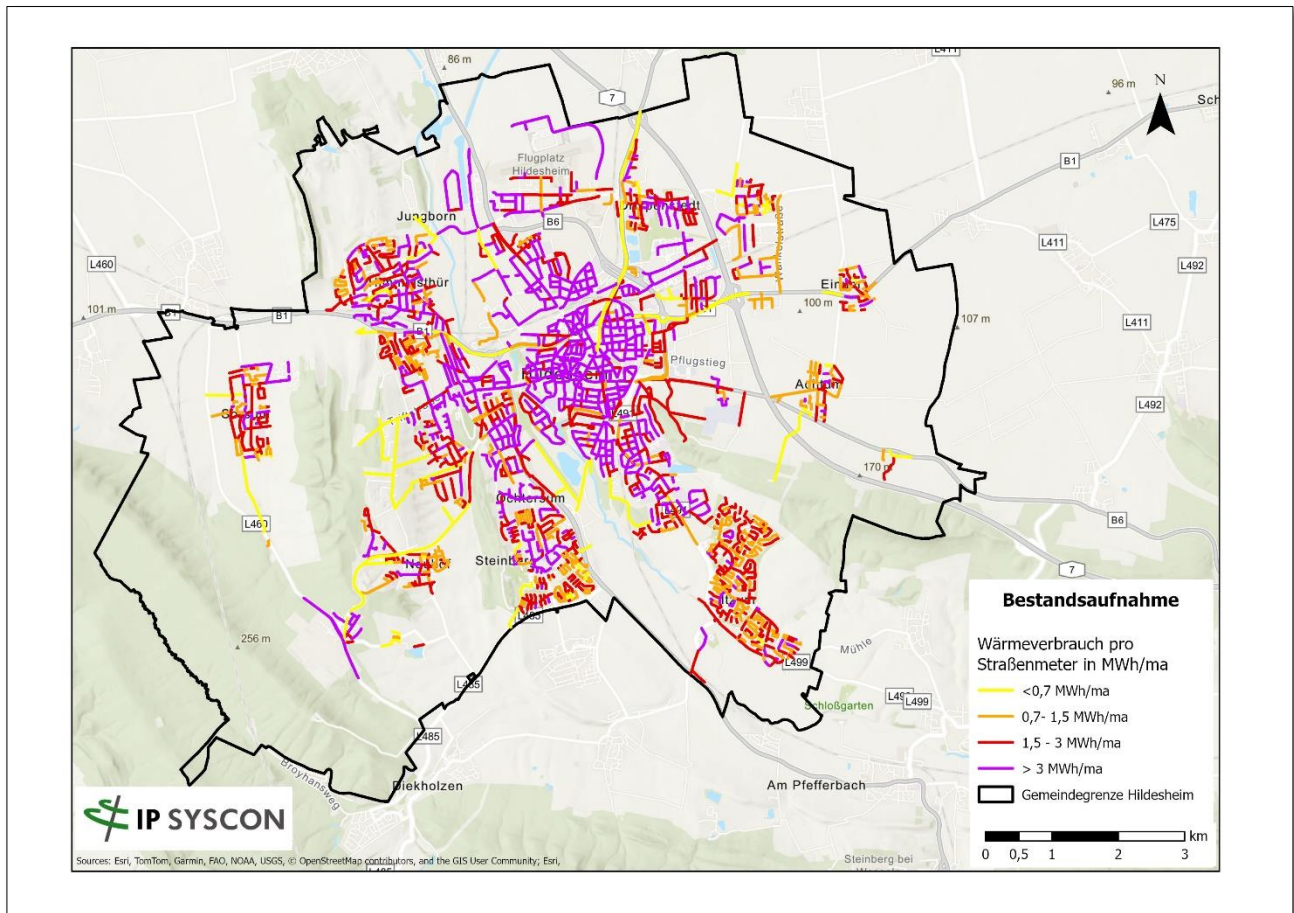 L411
86 m
96 m
7
N
Sch
B1
Flugplatz
Hildesheim
Jungborn
B6
L475
L411
L492
L460
101 m
B1
B1
100 m
107 m
L411
Pflugstieg
L492
170 m
Ochtersum
L460
B6
7
256 m
Mühle
L499
L485
L499
Schloßgarten
L485
Broyhansweg
Diekholzen
Am Pfefferbach
Steinberg bei
Bestandsaufnahme
Wärmeverbrauch pro
Straßenmeter in MWh/ma
<0,7 MWh/ma
0,7- 1,5 MWh/ma
1,5 - 3 MWh/ma
> 3 MWh/ma
Gemeindegrenze Hildesheim
km
0 0,5 1 2 3
IP SYSCON
Sources: Esri, TomTom, Garmin, FAO, NOAA, USGS, © OpenStreetMap contributors, and the GIS User Community; Esri,